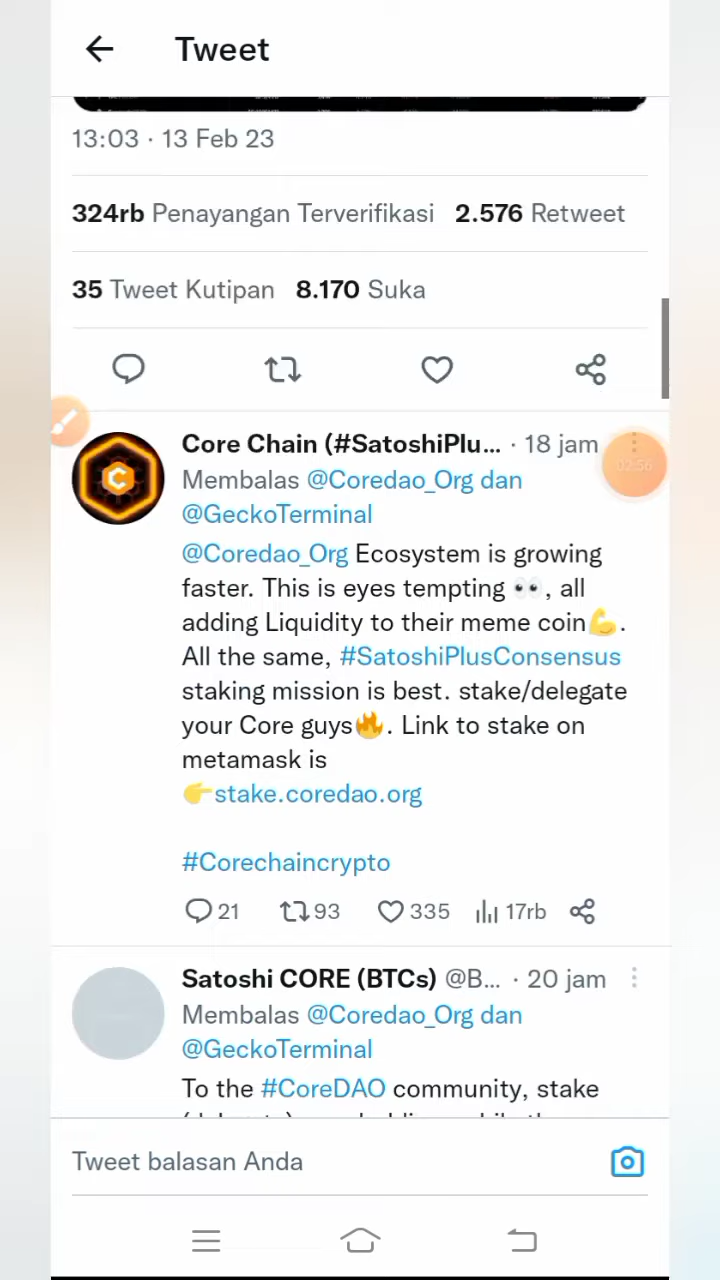 Tweet
13:03 · 13 Feb 23
324rb Penayangan Terverifikasi 2.576 Retweet
35 Tweet Kutipan 8.170 Suka
Core Chain (#SatoshiPlu... · 18 jam
02:56
Membalas @Coredao_Org dan
@GeckoTerminal
@Coredao_Org Ecosystem is growing
faster. This is eyes tempting 👀, all
adding Liquidity to their meme coin💪.
All the same, #SatoshiPlusConsensus
staking mission is best. stake/delegate
your Core guys🔥. Link to stake on
metamask is
👉stake.coredao.org
#Corechaincrypto
21 93 335 17rb
Satoshi CORE (BTCs) @B... · 20 jam
Membalas @Coredao_Org dan
@GeckoTerminal
To the #CoreDAO community, stake
Tweet balasan Anda